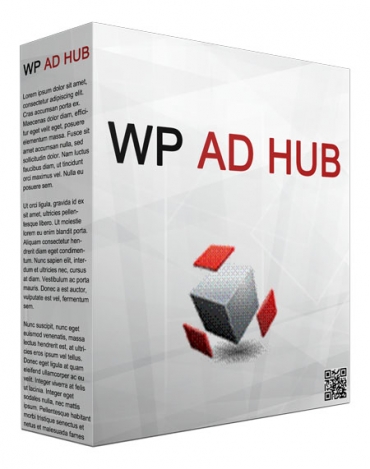 WP AD HUB
Lorem ipsum dolor sit amet,
consectetur adipiscing elit.
Cras accumsan porta ex.
Maecenas dolor diam, effici-
tur eget velit eget, posuere
elementum massa. Fusce sit
amet accumsan nulla, sed
sollicitudin dolor. Nam luctus
faucibus diam, ut tincidunt
orci maximus vel. Nulla eu
posuere sem.
Ut orci ligula, gravida id ex
sit amet, ultricies pellen-
tesque libero. Ut molestie
lorem eu enim blandit porta.
Aliquam consectetur hen-
drerit diam eget condimen-
tum. Nunc sapien elit, inter-
dum et ultricies nec, cursus
at diam. Vestibulum ac porta
mauris. Donec a est auctor,
vulputate est vel, fermentum
sem.
Nunc suscipit, nunc eget
euismod venenatis, massa
lectus hendrerit est, at ultri-
cies eros ipsum vel tellus.
Donec eget ligula at quam
eleifend ullamcorper ac eu
velit. Integer viverra at felis
ut lacinia. Integer eget
sodales nulla, nec mattis
ipsum. Pellentesque habitant
morbi tristique senectus et
netus et malesuada fames
WP AD HUB